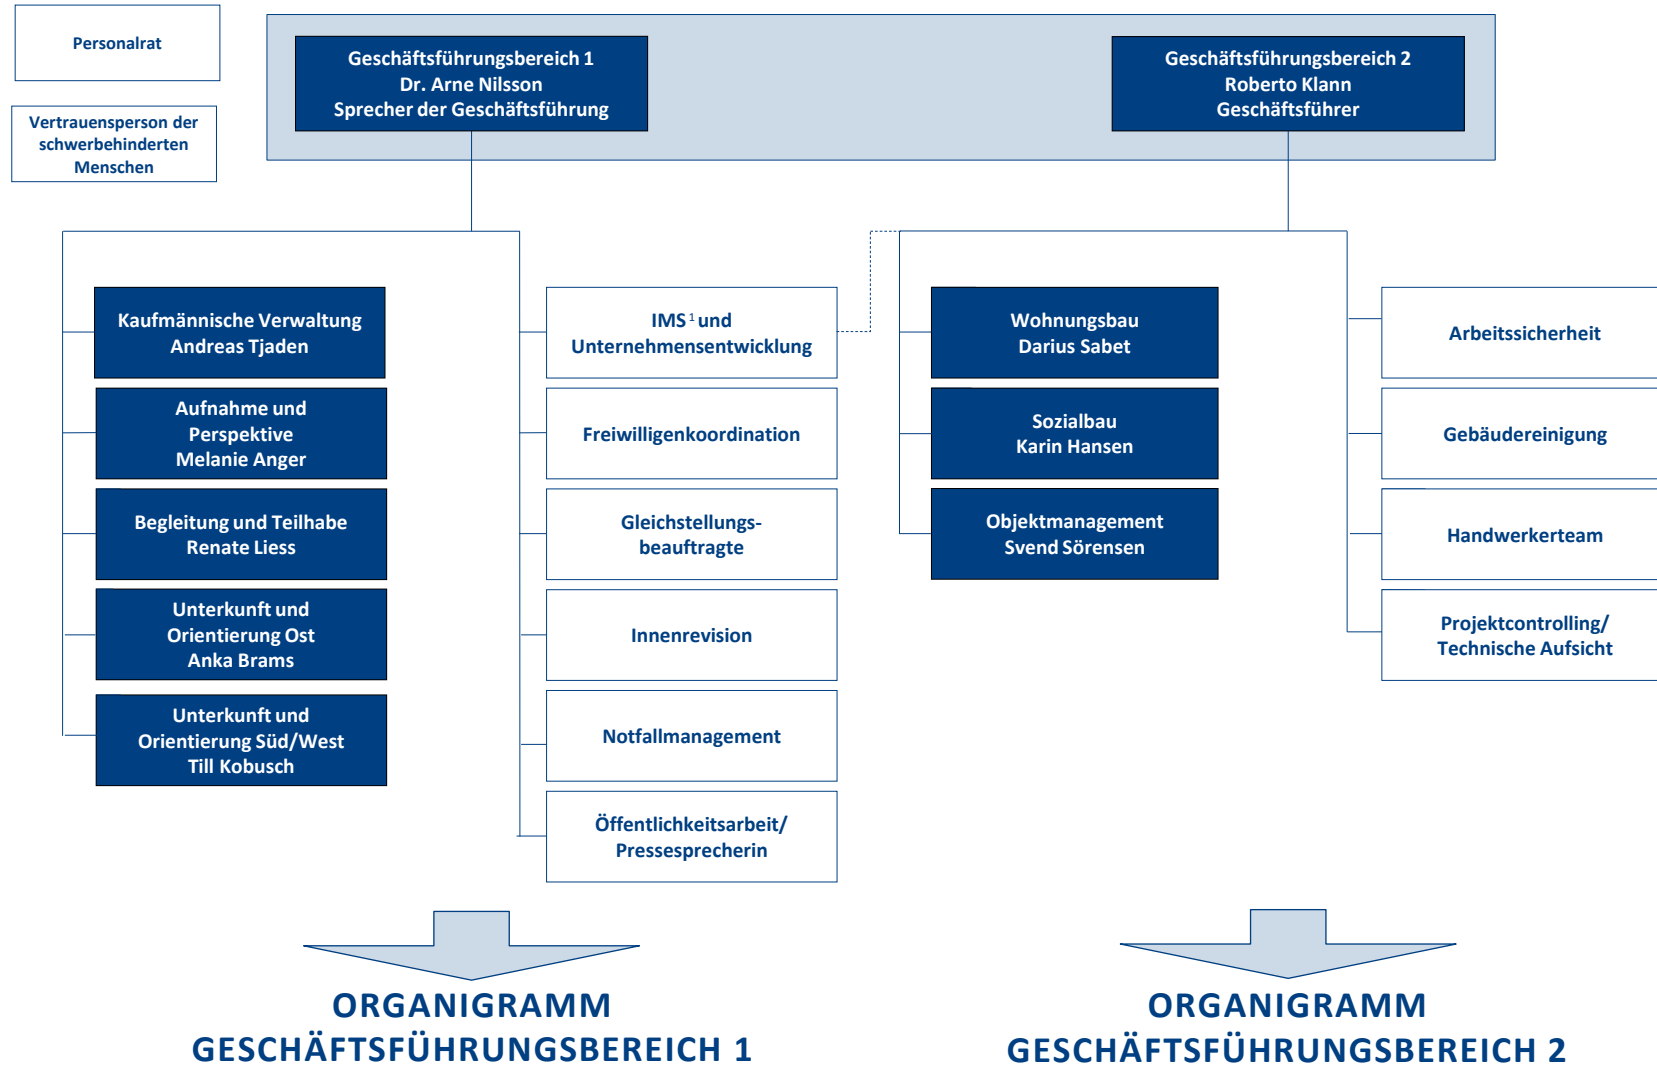 Personalrat
Vertrauensperson der
schwerbehinderten
Menschen
Geschäftsführungsbereich 1
Dr. Arne Nilsson
Sprecher der Geschäftsführung
Geschäftsführungsbereich 2
Roberto Klann
Geschäftsführer
Kaufmännische Verwaltung
Andreas Tjaden
Aufnahme und
Perspektive
Melanie Anger
Begleitung und Teilhabe
Renate Liess
Unterkunft und
Orientierung Ost
Anka Brams
Unterkunft und
Orientierung Süd/West
Till Kobusch
IMS¹ und
Unternehmensentwicklung
Freiwilligenkoordination
Gleichstellungs-
beauftragte
Innenrevision
Notfallmanagement
Öffentlichkeitsarbeit/
Pressesprecherin
Wohnungsbau
Darius Sabet
Sozialbau
Karin Hansen
Objektmanagement
Svend Sörensen
Arbeitssicherheit
Gebäudereinigung
Handwerkerteam
Projektcontrolling/
Technische Aufsicht
ORGANIGRAMM
GESCHÄFTSFÜHRUNGSBEREICH 1
ORGANIGRAMM
GESCHÄFTSFÜHRUNGSBEREICH 2